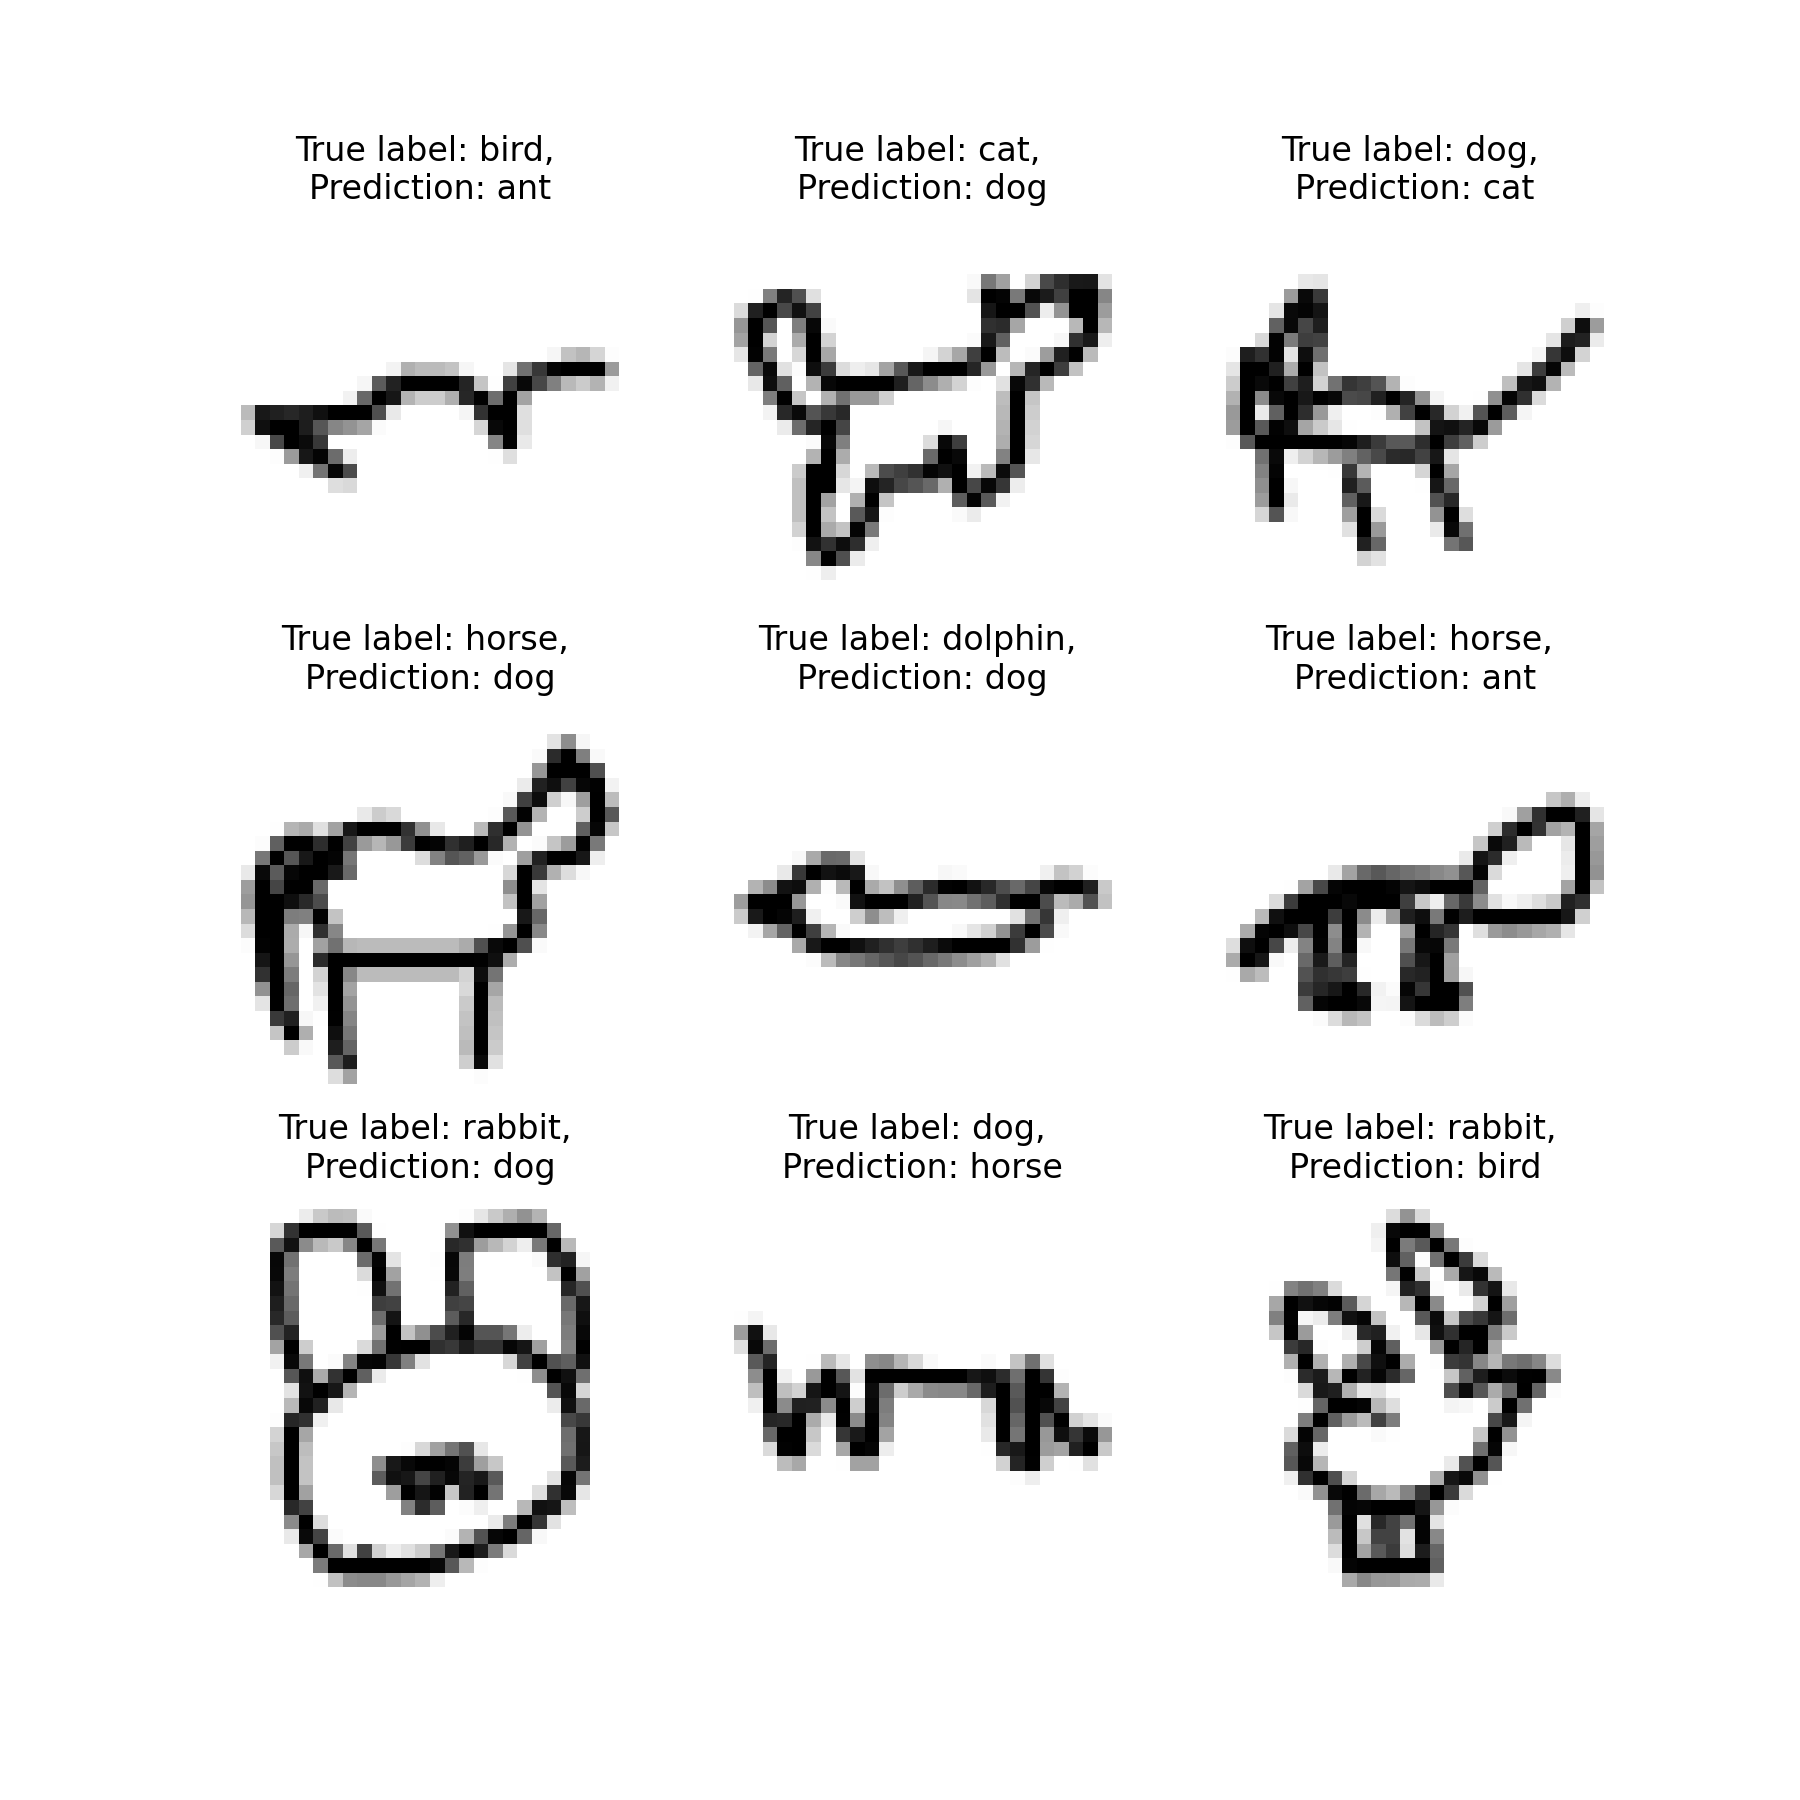 True label: bird,
Prediction: ant
True label: cat,
Prediction: dog
True label: dog,
Prediction: cat
True label: horse,
Prediction: dog
True label: dolphin,
Prediction: dog
True label: horse,
Prediction: ant
True label: rabbit,
Prediction: dog
True label: dog,
Prediction: horse
True label: rabbit,
Prediction: bird